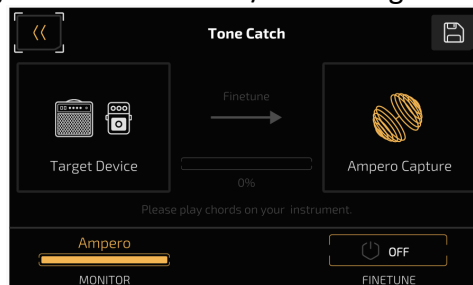 Tone Catch
Finetune
Target Device
Ampero Capture
0%
Please play chords on your instrument.
Ampero
OFF
MONITOR
FINETUNE